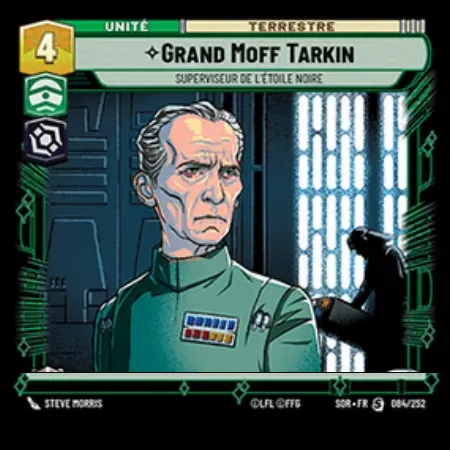 4
UNITÉ
TERRESTRE
GRAND MOFF TARKIN
SUPERVISEUR DE L'ÉTOILE NOIRE
STEVE MORRIS
©LFL ©FFG
SOR • FR
084/252